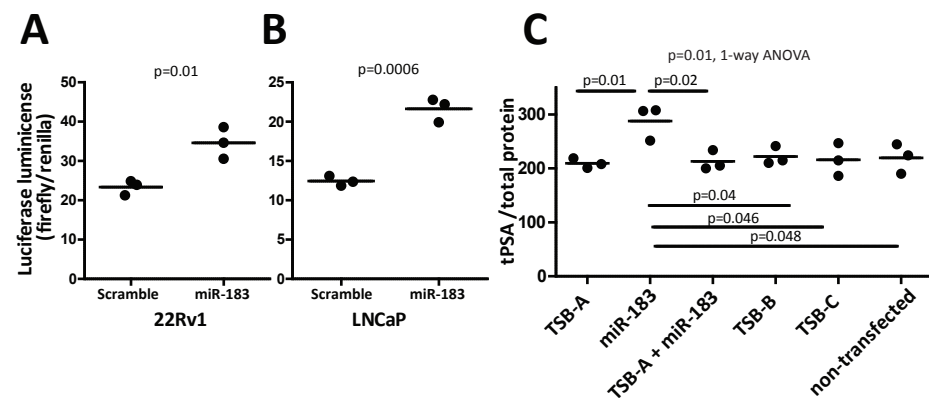 A
B
C
p=0.01
p=0.0006
p=0.01, 1-way ANOVA
p=0.01
p=0.02
Luciferase luminicense
(firefly/renilla)
50
40
30
20
10
0
Scramble
miR-183
22Rv1
25
20
15
10
5
0
Scramble
miR-183
LNCaP
tPSA /total protein
300
200
100
0
p=0.04
p=0.046
p=0.048
TSB-A
miR-183
TSB-A + miR-183
TSB-B
TSB-C
non-transfected